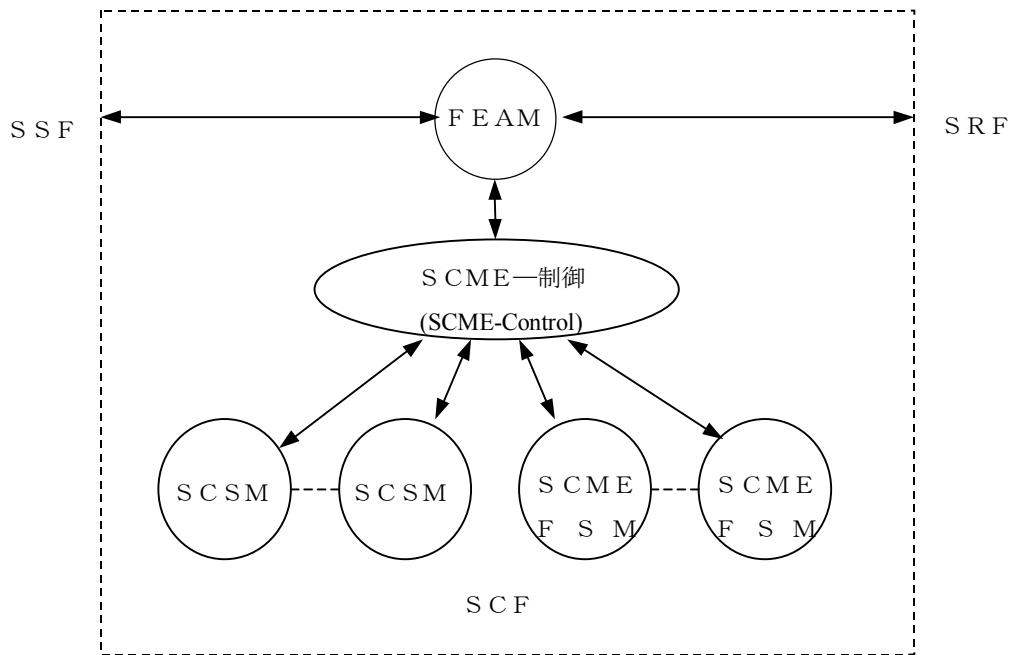 FEAM
SSF
SRF
SCME—制御
(SCME-Control)
SCSM
SCSM
SCME
FSM
SCME
FSM
SCF